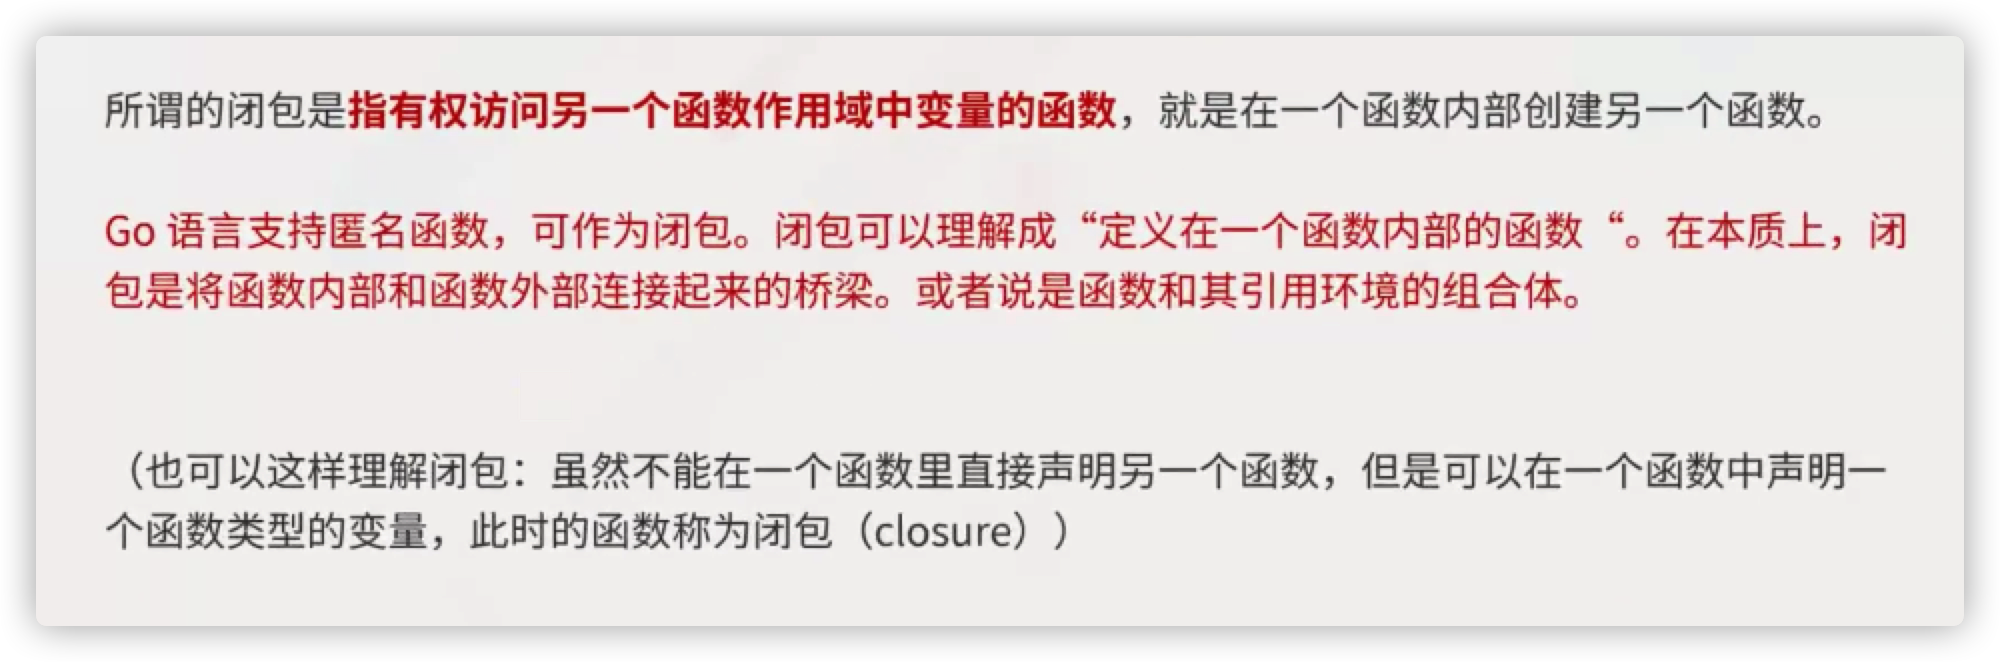 所谓的闭包是指有权访问另一个函数作用域中变量的函数，就是在一个函数内部创建另一个函数。
Go 语言支持匿名函数，可作为闭包。闭包可以理解成“定义在一个函数内部的函数“。在本质上，闭
包是将函数内部和函数外部连接起来的桥梁。或者说是函数和其引用环境的组合体。
（也可以这样理解闭包：虽然不能在一个函数里直接声明另一个函数，但是可以在一个函数中声明一
个函数类型的变量，此时的函数称为闭包（closure））